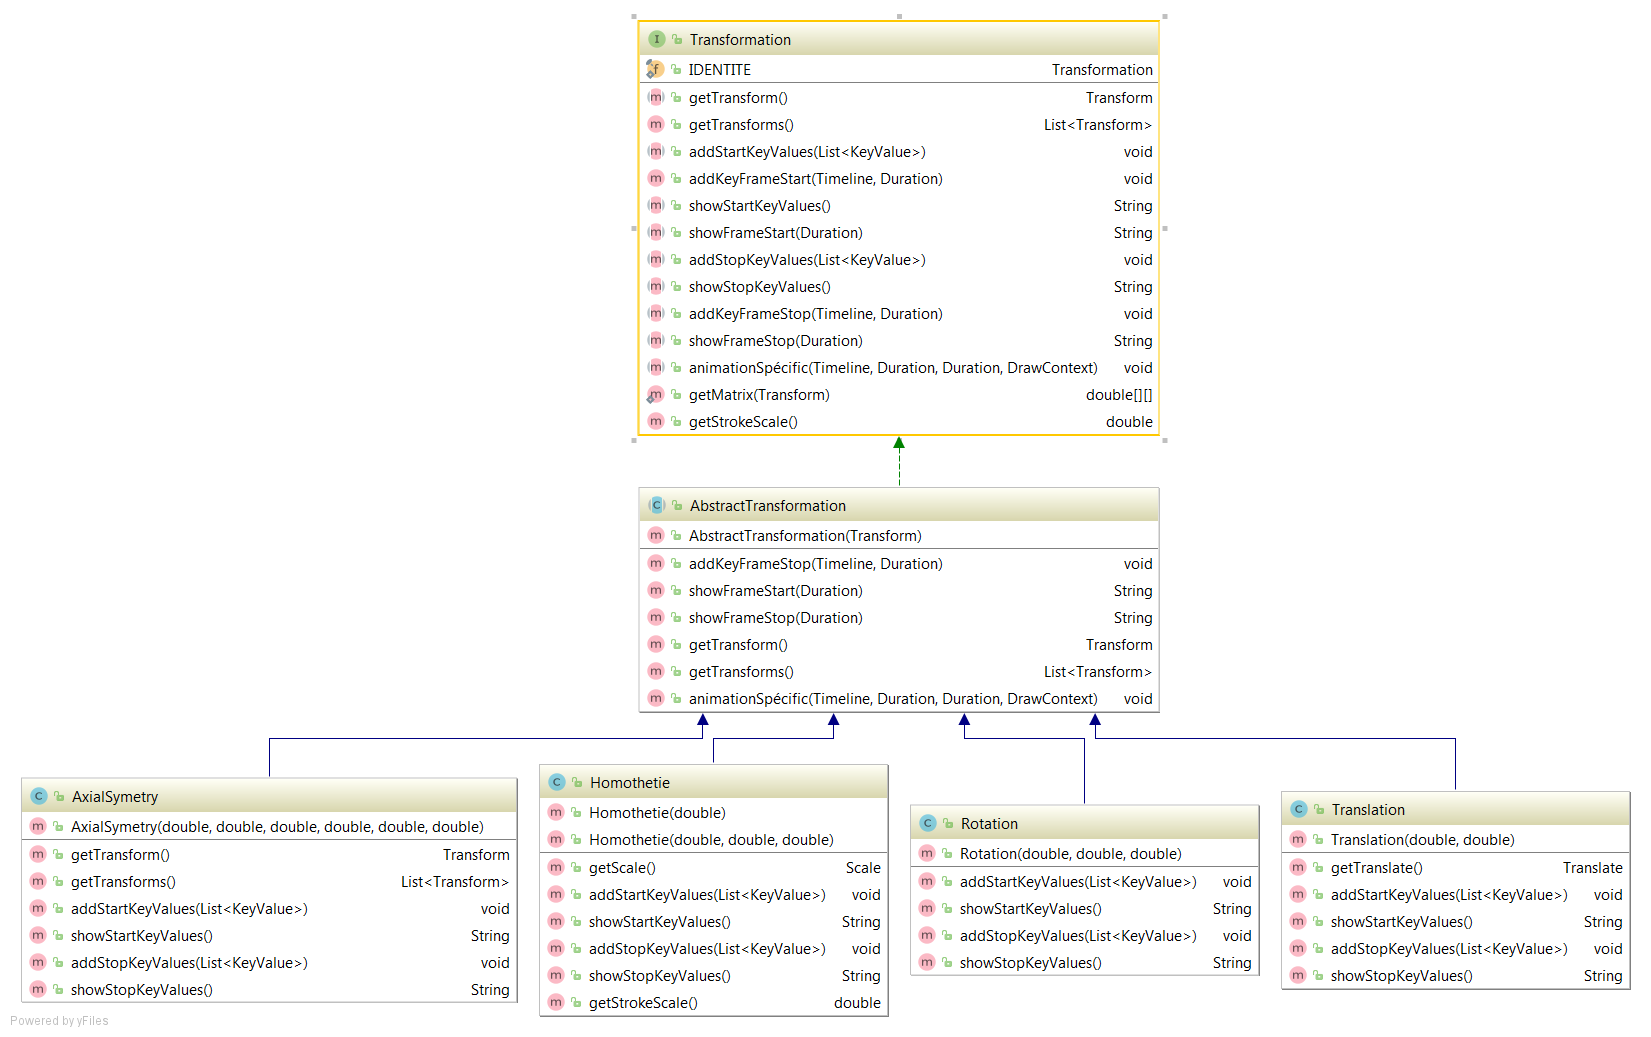 Transformation
IDENTITE Transformation
getTransform() Transform
getTransforms() List<Transform>
addStartKeyValues(List<KeyValue>) void
addKeyFrameStart(Timeline, Duration) void
showStartKeyValues() String
showFrameStart(Duration) String
addStopKeyValues(List<KeyValue>) void
showStopKeyValues() String
addKeyFrameStop(Timeline, Duration) void
showFrameStop(Duration) String
animationSpécific(Timeline, Duration, Duration, DrawContext) void
getMatrix(Transform) double[][]
getStrokeScale() double
AbstractTransformation
AbstractTransformation(Transform)
addKeyFrameStop(Timeline, Duration) void
showFrameStart(Duration) String
showFrameStop(Duration) String
getTransform() Transform
getTransforms() List<Transform>
animationSpécific(Timeline, Duration, Duration, DrawContext) void
AxialSymetry
AxialSymetry(double, double, double, double, double, double)
getTransform() Transform
getTransforms() List<Transform>
addStartKeyValues(List<KeyValue>) void
showStartKeyValues() String
addStopKeyValues(List<KeyValue>) void
showStopKeyValues() String
Homothetie
Homothetie(double)
Homothetie(double, double, double)
getScale() Scale
addStartKeyValues(List<KeyValue>) void
showStartKeyValues() String
addStopKeyValues(List<KeyValue>) void
showStopKeyValues() String
getStrokeScale() double
Rotation
Rotation(double, double, double)
addStartKeyValues(List<KeyValue>) void
showStartKeyValues() String
addStopKeyValues(List<KeyValue>) void
showStopKeyValues() String
Translation
Translation(double, double)
getTranslate() Translate
addStartKeyValues(List<KeyValue>) void
showStartKeyValues() String
addStopKeyValues(List<KeyValue>) void
showStopKeyValues() String
Powered by yFiles